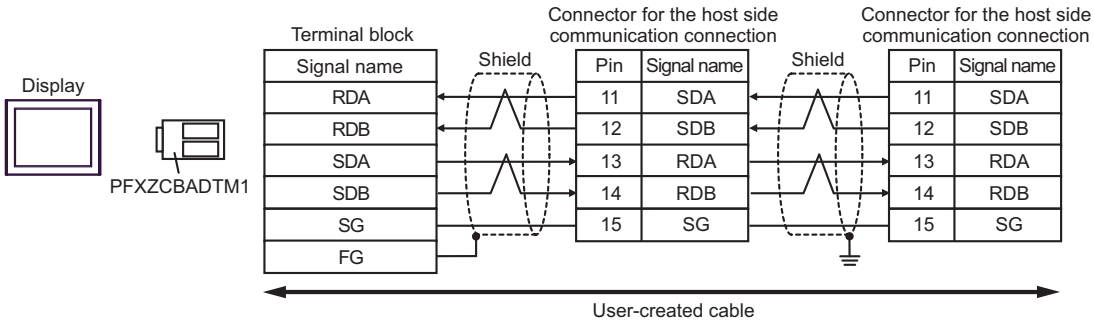 Display
PFXZCBADTM1
Terminal block
Signal name
RDA
RDB
SDA
SDB
SG
FG
Shield
Connector for the host side
communication connection
Pin Signal name
11 SDA
12 SDB
13 RDA
14 RDB
15 SG
Shield
Connector for the host side
communication connection
Pin Signal name
11 SDA
12 SDB
13 RDA
14 RDB
15 SG
User-created cable